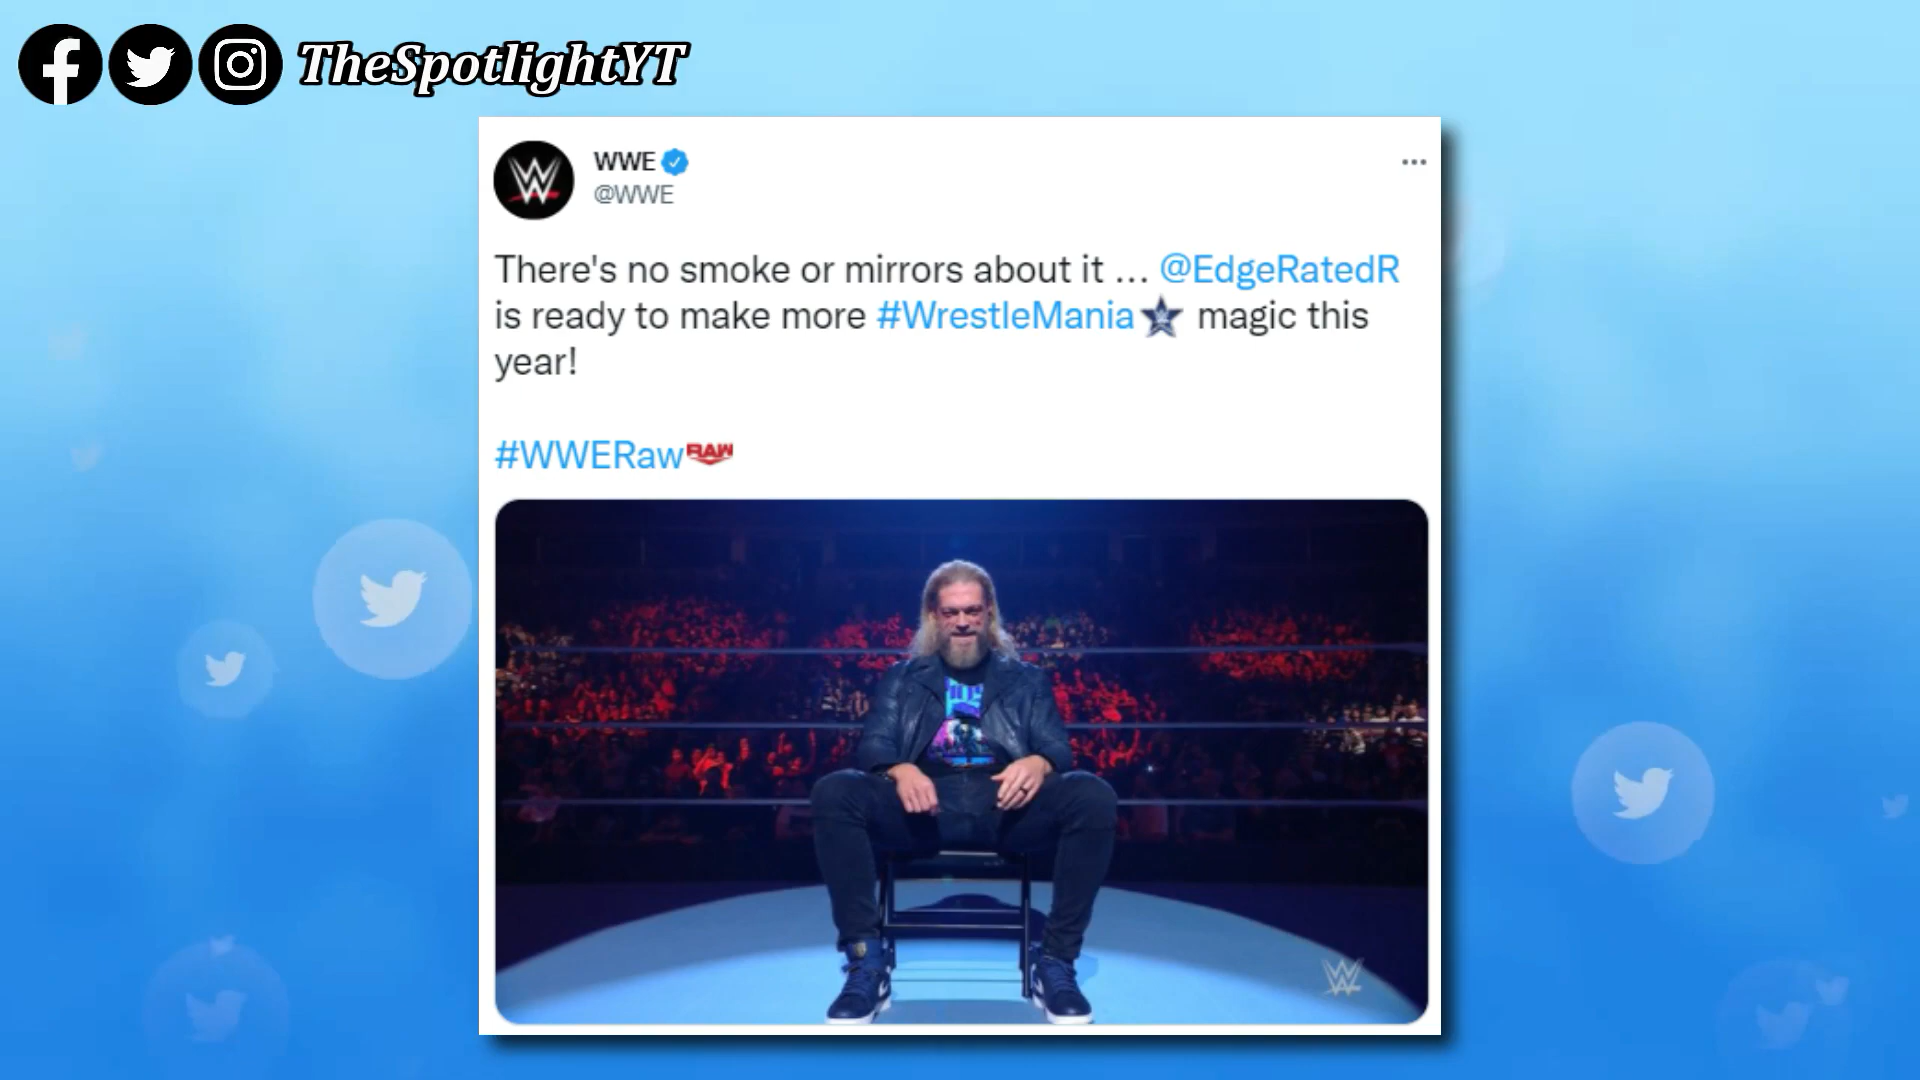 TheSpotlightYT
WWE
@WWE
There's no smoke or mirrors about it ... @EdgeRatedR
is ready to make more #WrestleMania magic this
year!
#WWERaw RAW